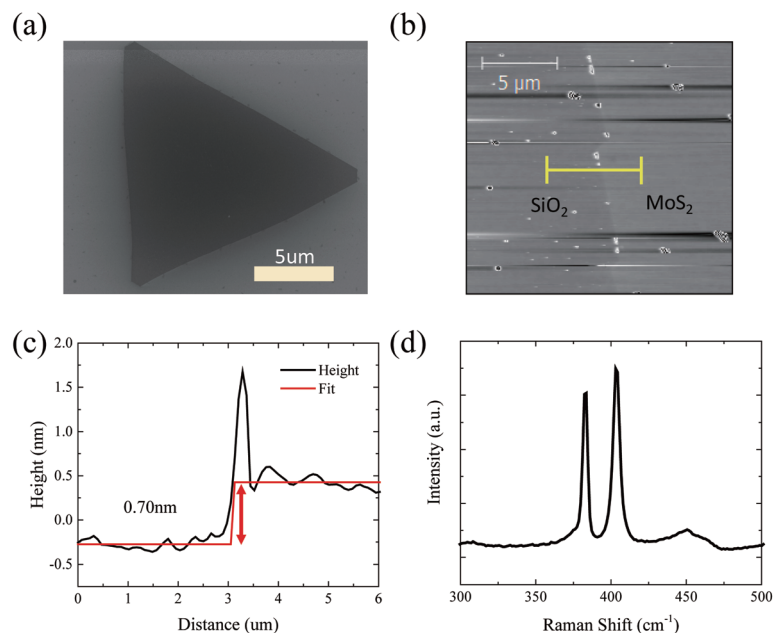 (a)
5um
(b)
5 μm
SiO₂
MoS₂
(c)
2.0
1.5
1.0
0.5
0.0
-0.5
Height (nm)
Height
Fit
0.70nm
0
1
2
3
4
5
6
Distance (um)
(d)
Intensity (a.u.)
300
350
400
450
500
Raman Shift (cm⁻¹)